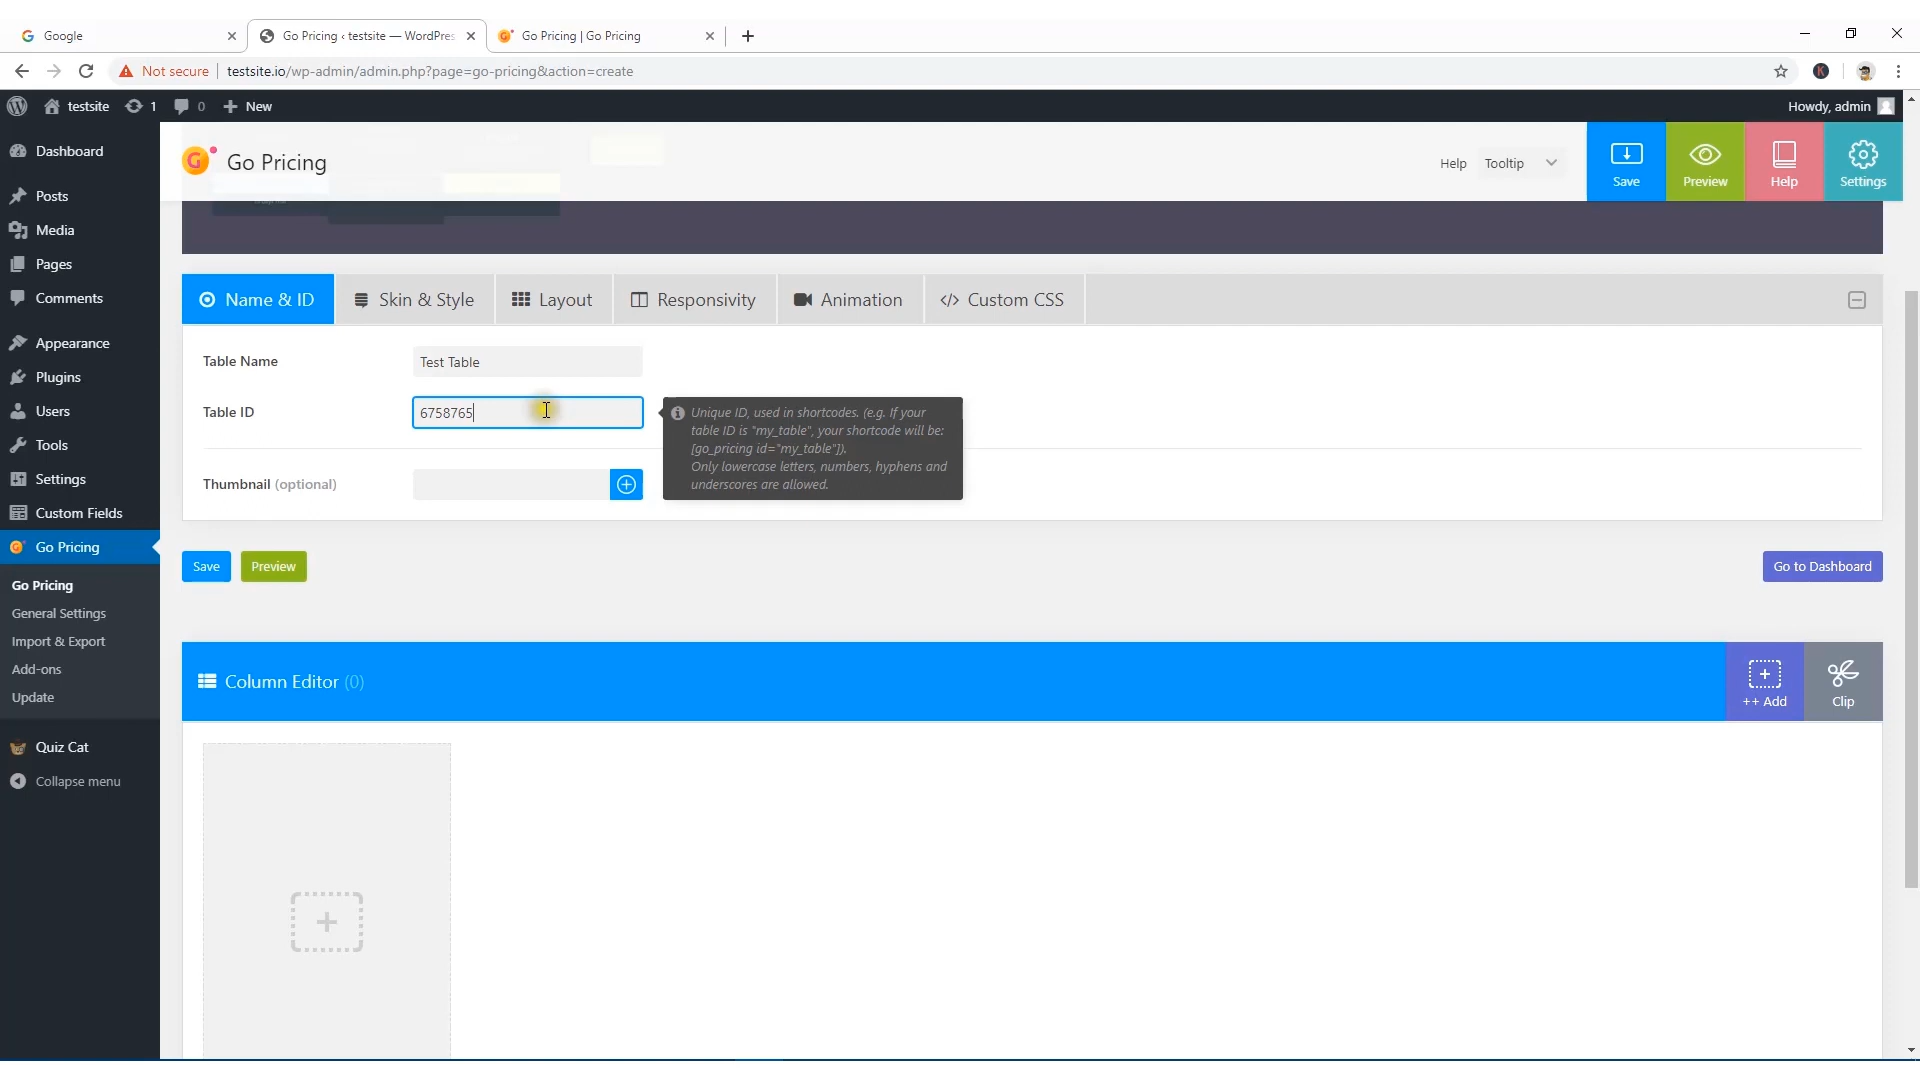 Google
Go Pricing ‹ testsite — WordPres
Go Pricing | Go Pricing
Not secure
testsite.io/wp-admin/admin.php?page=go-pricing&action=create
K
testsite
1
0
New
Howdy, admin
Dashboard
Posts
Media
Pages
Comments
Appearance
Plugins
Users
Tools
Settings
Custom Fields
Go Pricing
Go Pricing
General Settings
Import & Export
Add-ons
Update
Quiz Cat
Collapse menu
G
Go Pricing
Help
Tooltip
Save
Preview
Help
Settings
Name & ID
Skin & Style
Layout
Responsivity
Animation
</> Custom CSS
Table Name
Test Table
Table ID
6758765
Unique ID, used in shortcodes. (e.g. If your
table ID is "my_table", your shortcode will be:
[go_pricing id="my_table"]).
Only lowercase letters, numbers, hyphens and
underscores are allowed.
Thumbnail (optional)
Save
Preview
Go to Dashboard
Column Editor (0)
++ Add
Clip